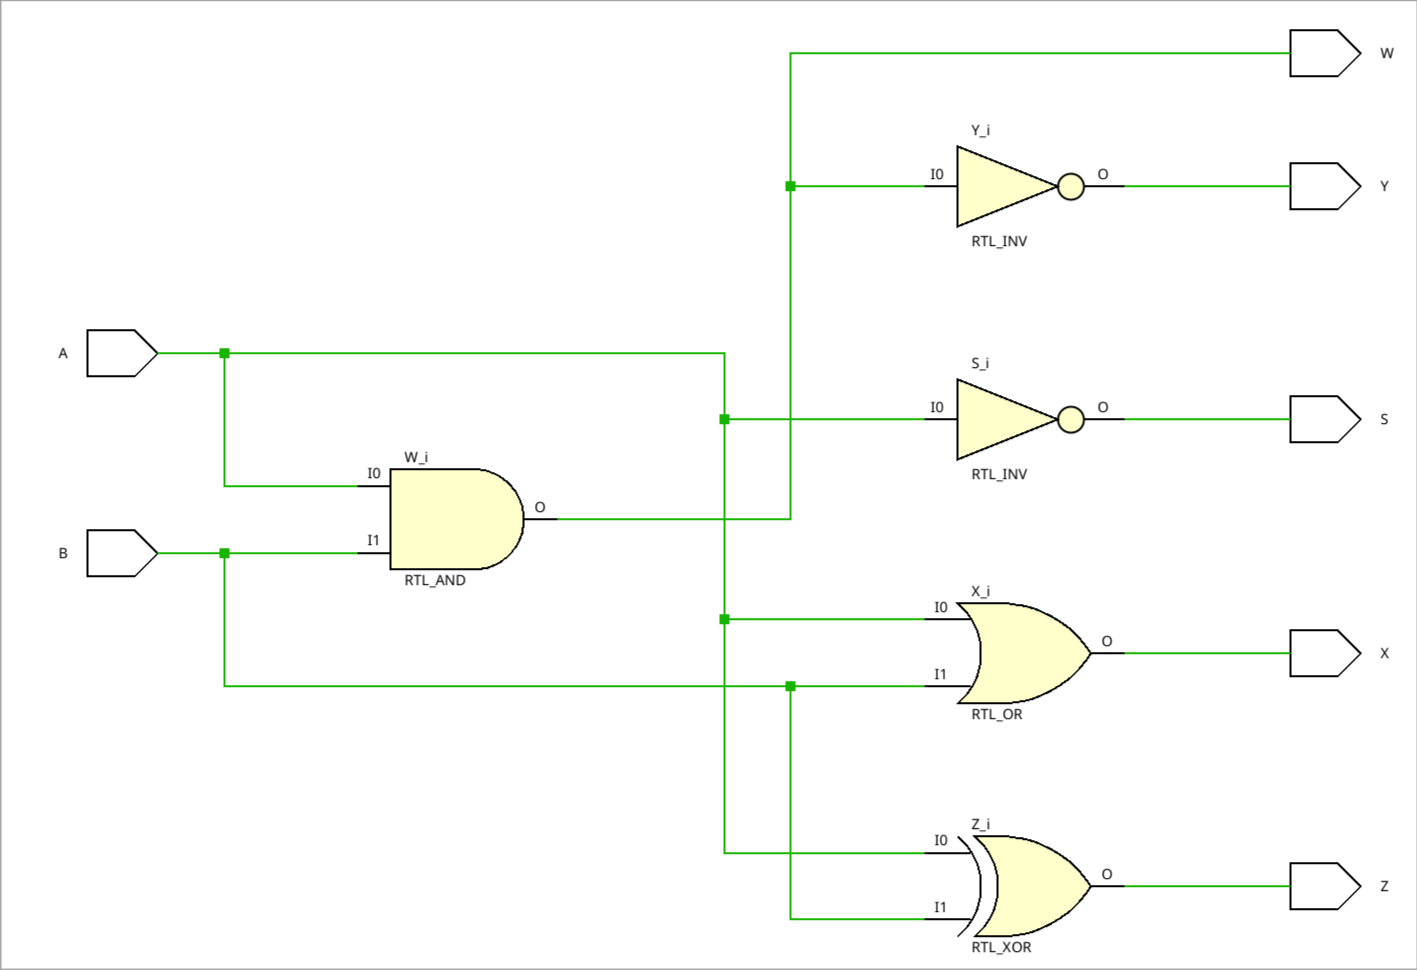 W
Y_i
I0
O
Y
RTL_INV
A
S_i
I0
O
S
RTL_INV
W_i
I0
O
I1
B
RTL_AND
X_i
I0
O
X
I1
RTL_OR
Z_i
I0
O
Z
I1
RTL_XOR